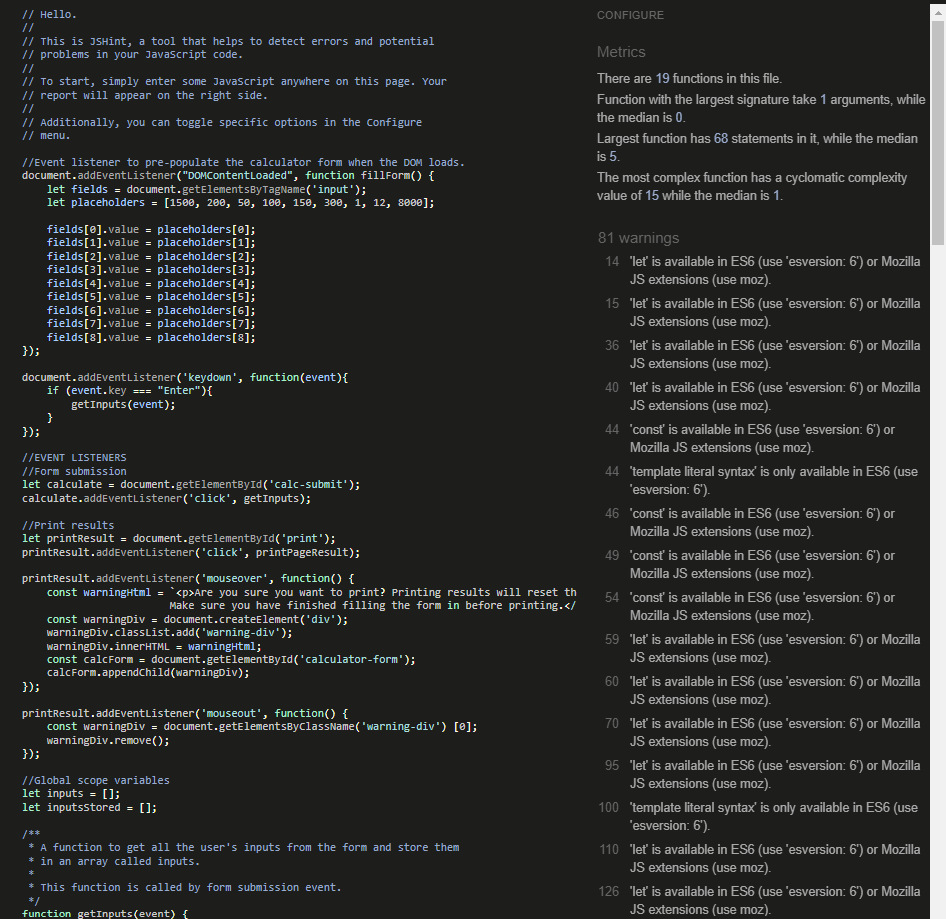 // Hello.
//
// This is JSHint, a tool that helps to detect errors and potential
// problems in your JavaScript code.
//
// To start, simply enter some JavaScript anywhere on this page. Your
// report will appear on the right side.
//
// Additionally, you can toggle specific options in the Configure
// menu.

//Event listener to pre-populate the calculator form when the DOM loads.
document.addEventListener("DOMContentLoaded", function fillForm() {
    let fields = document.getElementsByTagName('input');
    let placeholders = [1500, 200, 50, 100, 150, 300, 1, 12, 8000];

    fields[0].value = placeholders[0];
    fields[1].value = placeholders[1];
    fields[2].value = placeholders[2];
    fields[3].value = placeholders[3];
    fields[4].value = placeholders[4];
    fields[5].value = placeholders[5];
    fields[6].value = placeholders[6];
    fields[7].value = placeholders[7];
    fields[8].value = placeholders[8];
});

document.addEventListener('keydown', function(event){
    if (event.key === "Enter"){
        getInputs(event);
    }
});

//EVENT LISTENERS
//Form submission
let calculate = document.getElementById('calc-submit');
calculate.addEventListener('click', getInputs);

//Print results
let printResult = document.getElementById('print');
printResult.addEventListener('click', printPageResult);

printResult.addEventListener('mouseover', function() {
    const warningHtml = `<p>Are you sure you want to print? Printing results will reset th
                        Make sure you have finished filling the form in before printing.</
    const warningDiv = document.createElement('div');
    warningDiv.classList.add('warning-div');
    warningDiv.innerHTML = warningHtml;
    const calcForm = document.getElementById('calculator-form');
    calcForm.appendChild(warningDiv);
});

printResult.addEventListener('mouseout', function() {
    const warningDiv = document.getElementsByClassName('warning-div') [0];
    warningDiv.remove();
});

//Global scope variables
let inputs = [];
let inputsStored = [];

/**
 * A function to get all the user's inputs from the form and store them
 * in an array called inputs.
 *
 * This function is called by form submission event.
 */
function getInputs(event) {
CONFIGURE
Metrics
There are 19 functions in this file.
Function with the largest signature take 1 arguments, while
the median is 0.
Largest function has 68 statements in it, while the median
is 5.
The most complex function has a cyclomatic complexity
value of 15 while the median is 1.
81 warnings
14 'let' is available in ES6 (use 'esversion: 6') or Mozilla
JS extensions (use moz).
15 'let' is available in ES6 (use 'esversion: 6') or Mozilla
JS extensions (use moz).
36 'let' is available in ES6 (use 'esversion: 6') or Mozilla
JS extensions (use moz).
40 'let' is available in ES6 (use 'esversion: 6') or Mozilla
JS extensions (use moz).
44 'const' is available in ES6 (use 'esversion: 6') or
Mozilla JS extensions (use moz).
44 'template literal syntax' is only available in ES6 (use
'esversion: 6').
46 'const' is available in ES6 (use 'esversion: 6') or
Mozilla JS extensions (use moz).
49 'const' is available in ES6 (use 'esversion: 6') or
Mozilla JS extensions (use moz).
54 'const' is available in ES6 (use 'esversion: 6') or
Mozilla JS extensions (use moz).
59 'let' is available in ES6 (use 'esversion: 6') or Mozilla
JS extensions (use moz).
60 'let' is available in ES6 (use 'esversion: 6') or Mozilla
JS extensions (use moz).
70 'let' is available in ES6 (use 'esversion: 6') or Mozilla
JS extensions (use moz).
95 'let' is available in ES6 (use 'esversion: 6') or Mozilla
JS extensions (use moz).
100 'template literal syntax' is only available in ES6 (use
'esversion: 6').
110 'let' is available in ES6 (use 'esversion: 6') or Mozilla
JS extensions (use moz).
126 'let' is available in ES6 (use 'esversion: 6') or Mozilla
JS extensions (use moz).